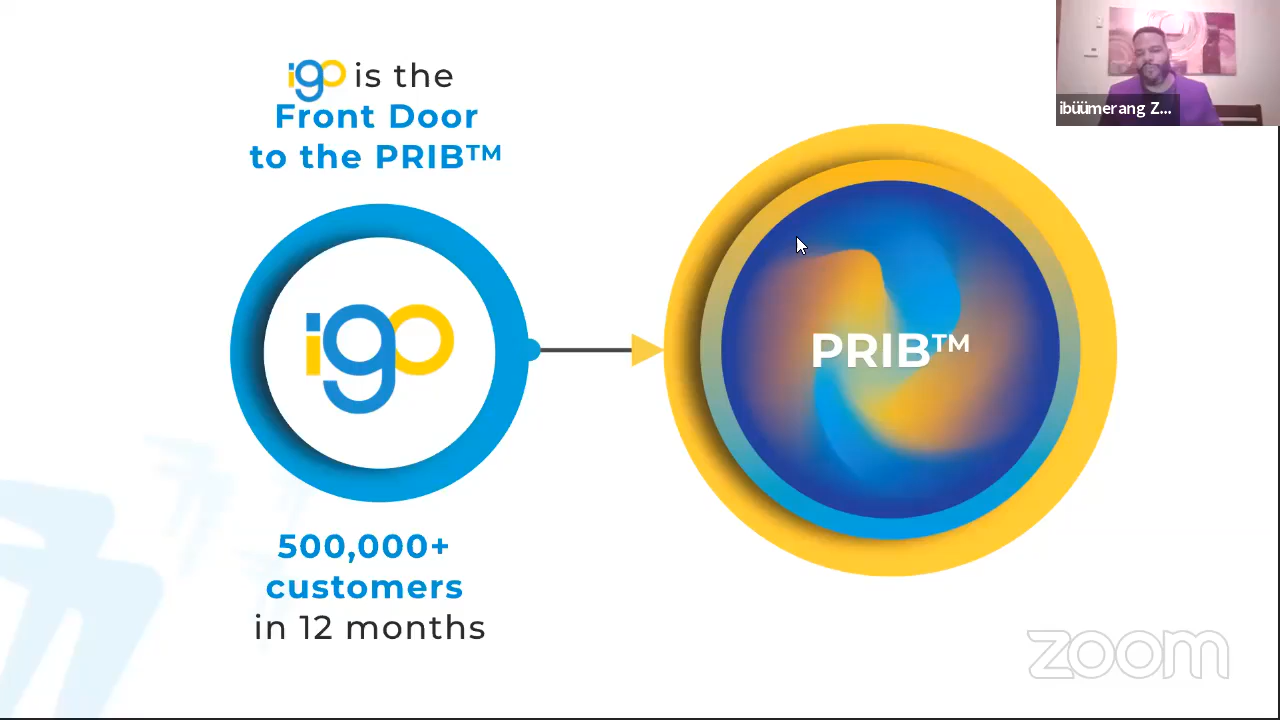 igo is the
Front Door
to the PRIB™
igo
500,000+
customers
in 12 months
PRIB™
ibüümerang Z...
zoom